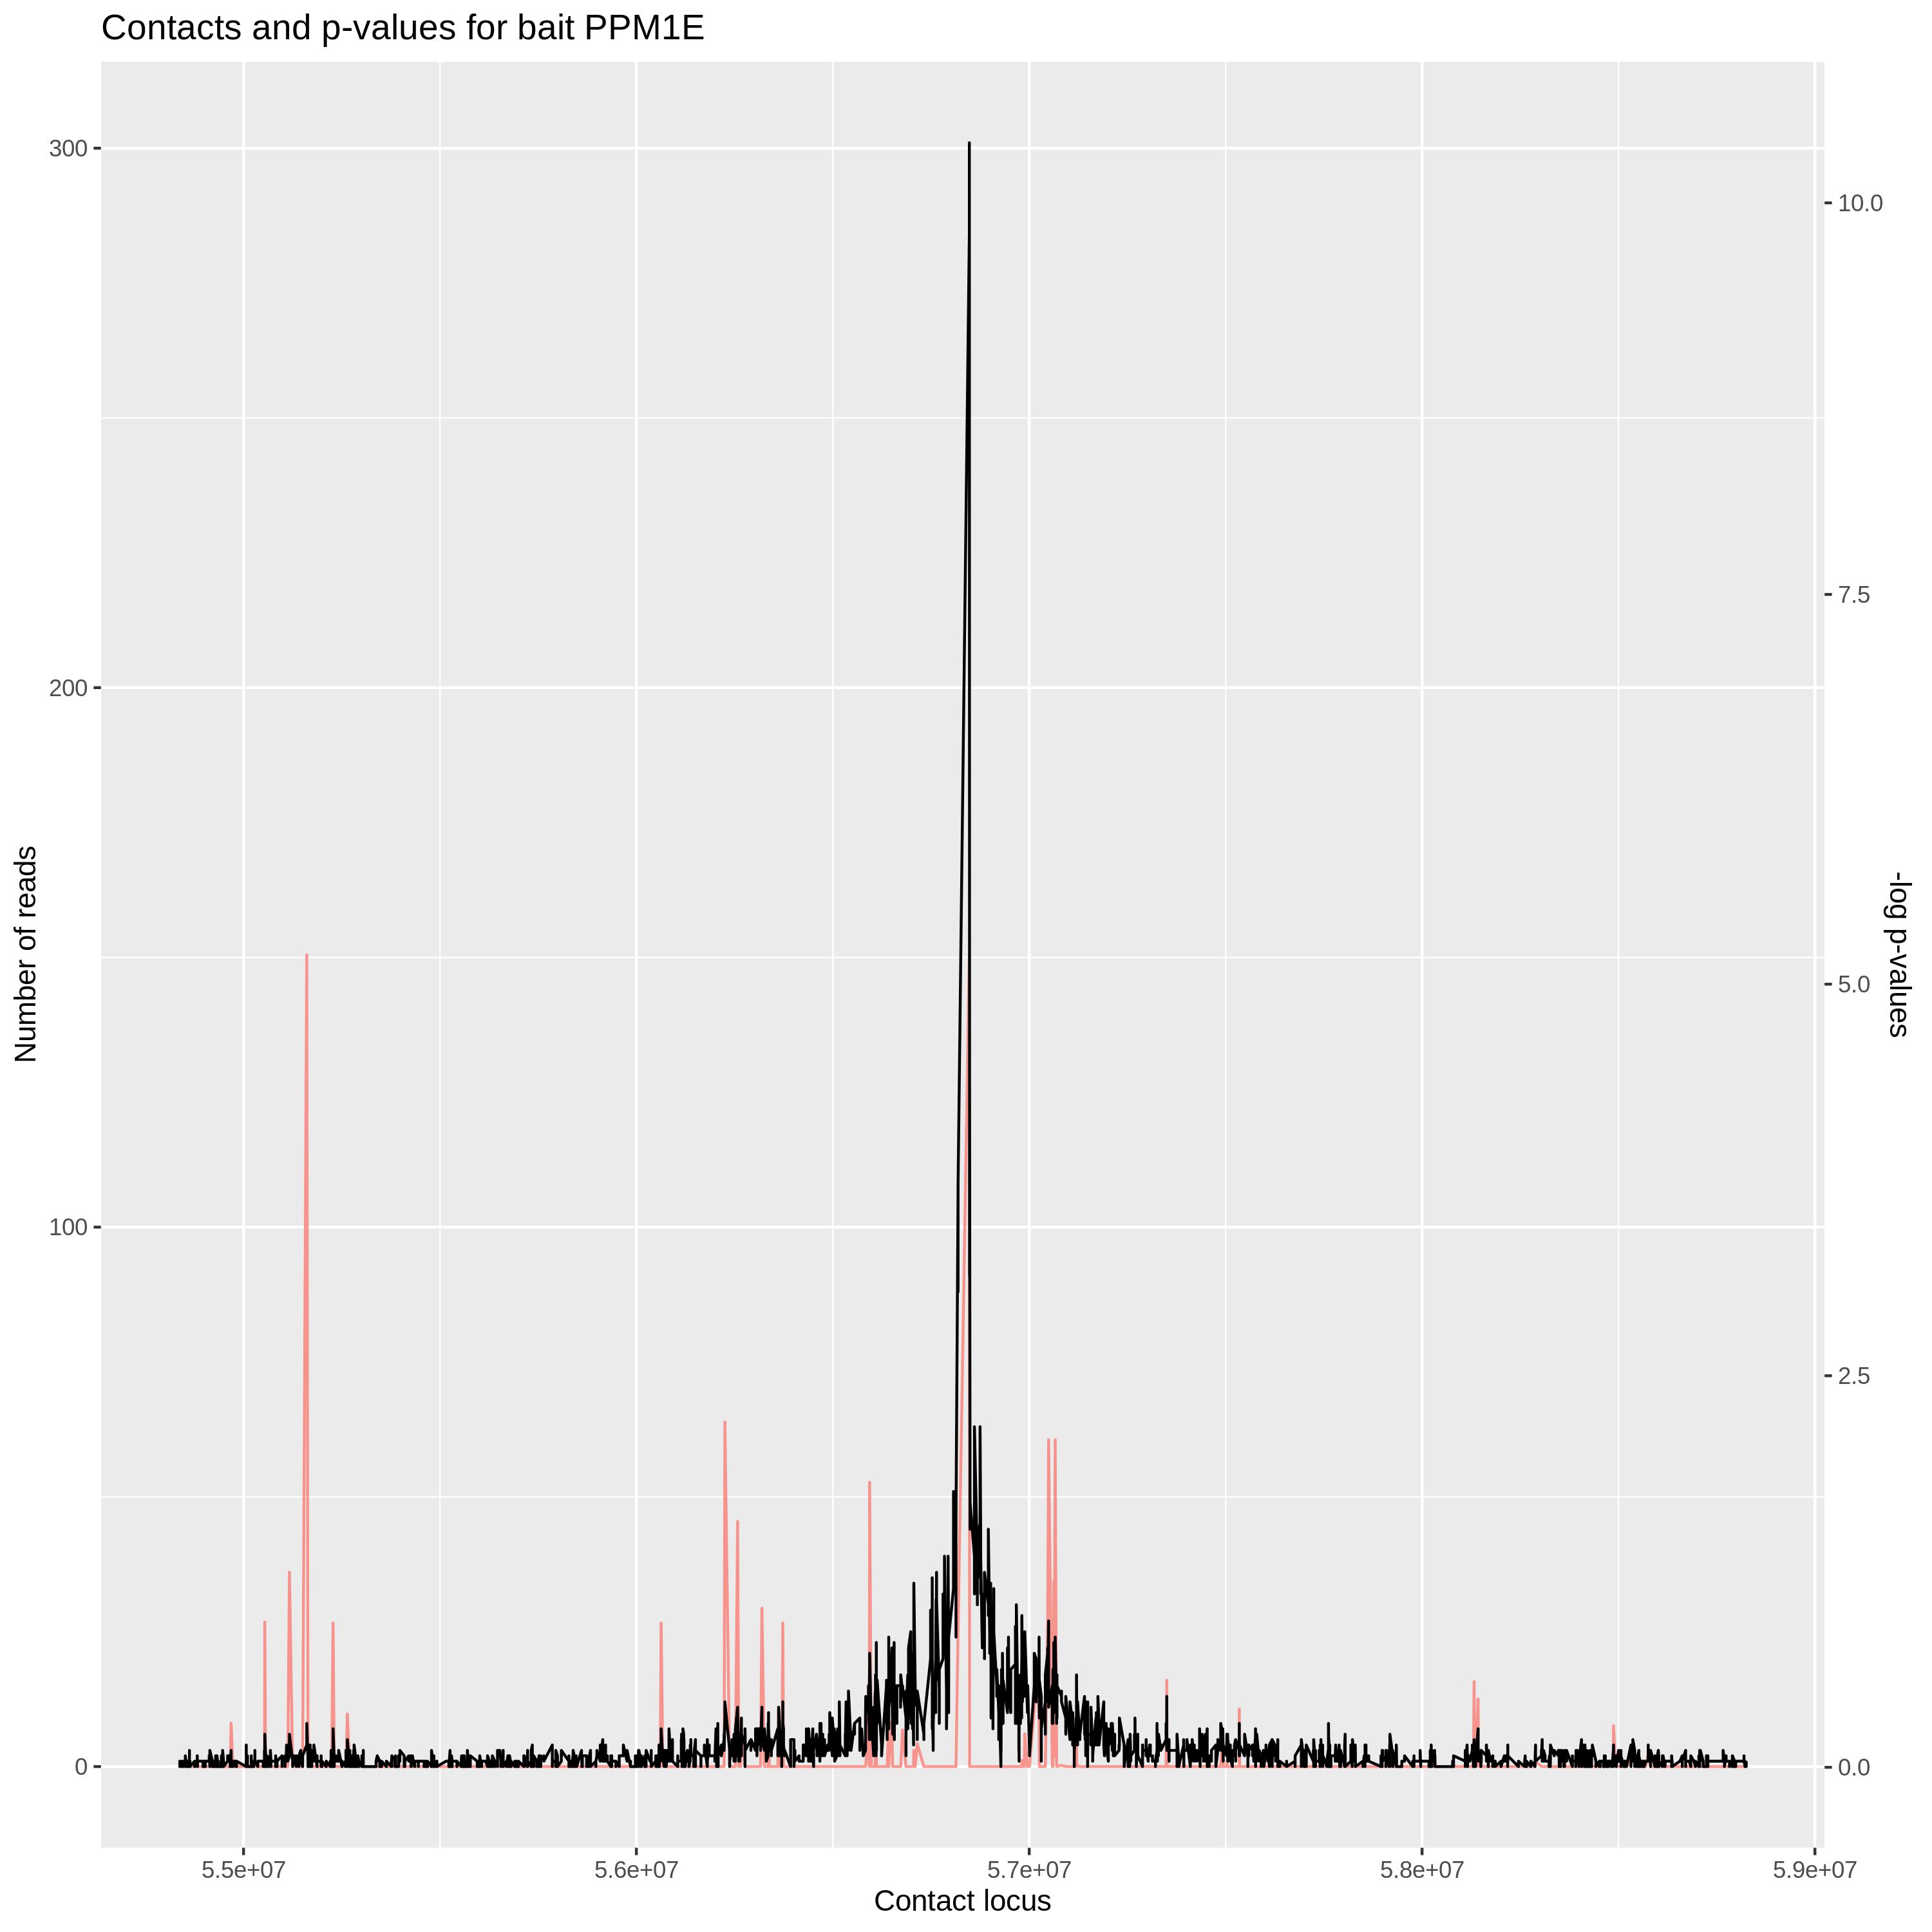 Contacts and p-values for bait PPM1E
300
200
100
0
Number of reads
10.0
7.5
5.0
2.5
0.0
-log p-values
5.5e+07
5.6e+07
5.7e+07
5.8e+07
5.9e+07
Contact locus